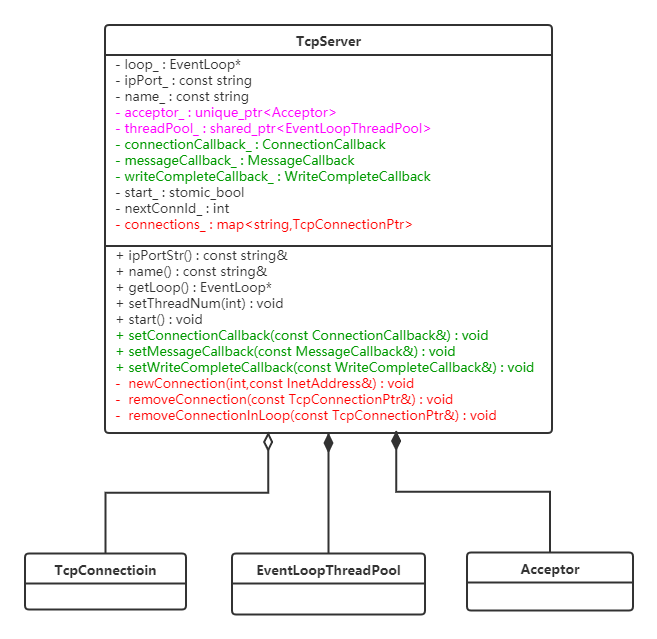 TcpServer
- loop_ : EventLoop*
- ipPort_ : const string
- name_ : const string
- acceptor_ : unique_ptr<Acceptor>
- threadPool_ : shared_ptr<EventLoopThreadPool>
- connectionCallback_ : ConnectionCallback
- messageCallback_ : MessageCallback
- writeCompleteCallback_ : WriteCompleteCallback
- start_ : stomic_bool
- nextConnId_ : int
- connections_ : map<string,TcpConnectionPtr>
+ ipPortStr() : const string&
+ name() : const string&
+ getLoop() : EventLoop*
+ setThreadNum(int) : void
+ start() : void
+ setConnectionCallback(const ConnectionCallback&) : void
+ setMessageCallback(const MessageCallback&) : void
+ setWriteCompleteCallback(const WriteCompleteCallback&) : void
- newConnection(int,const InetAddress&) : void
- removeConnection(const TcpConnectionPtr&) : void
- removeConnectionInLoop(const TcpConnectionPtr&) : void
TcpConnectioin
EventLoopThreadPool
Acceptor